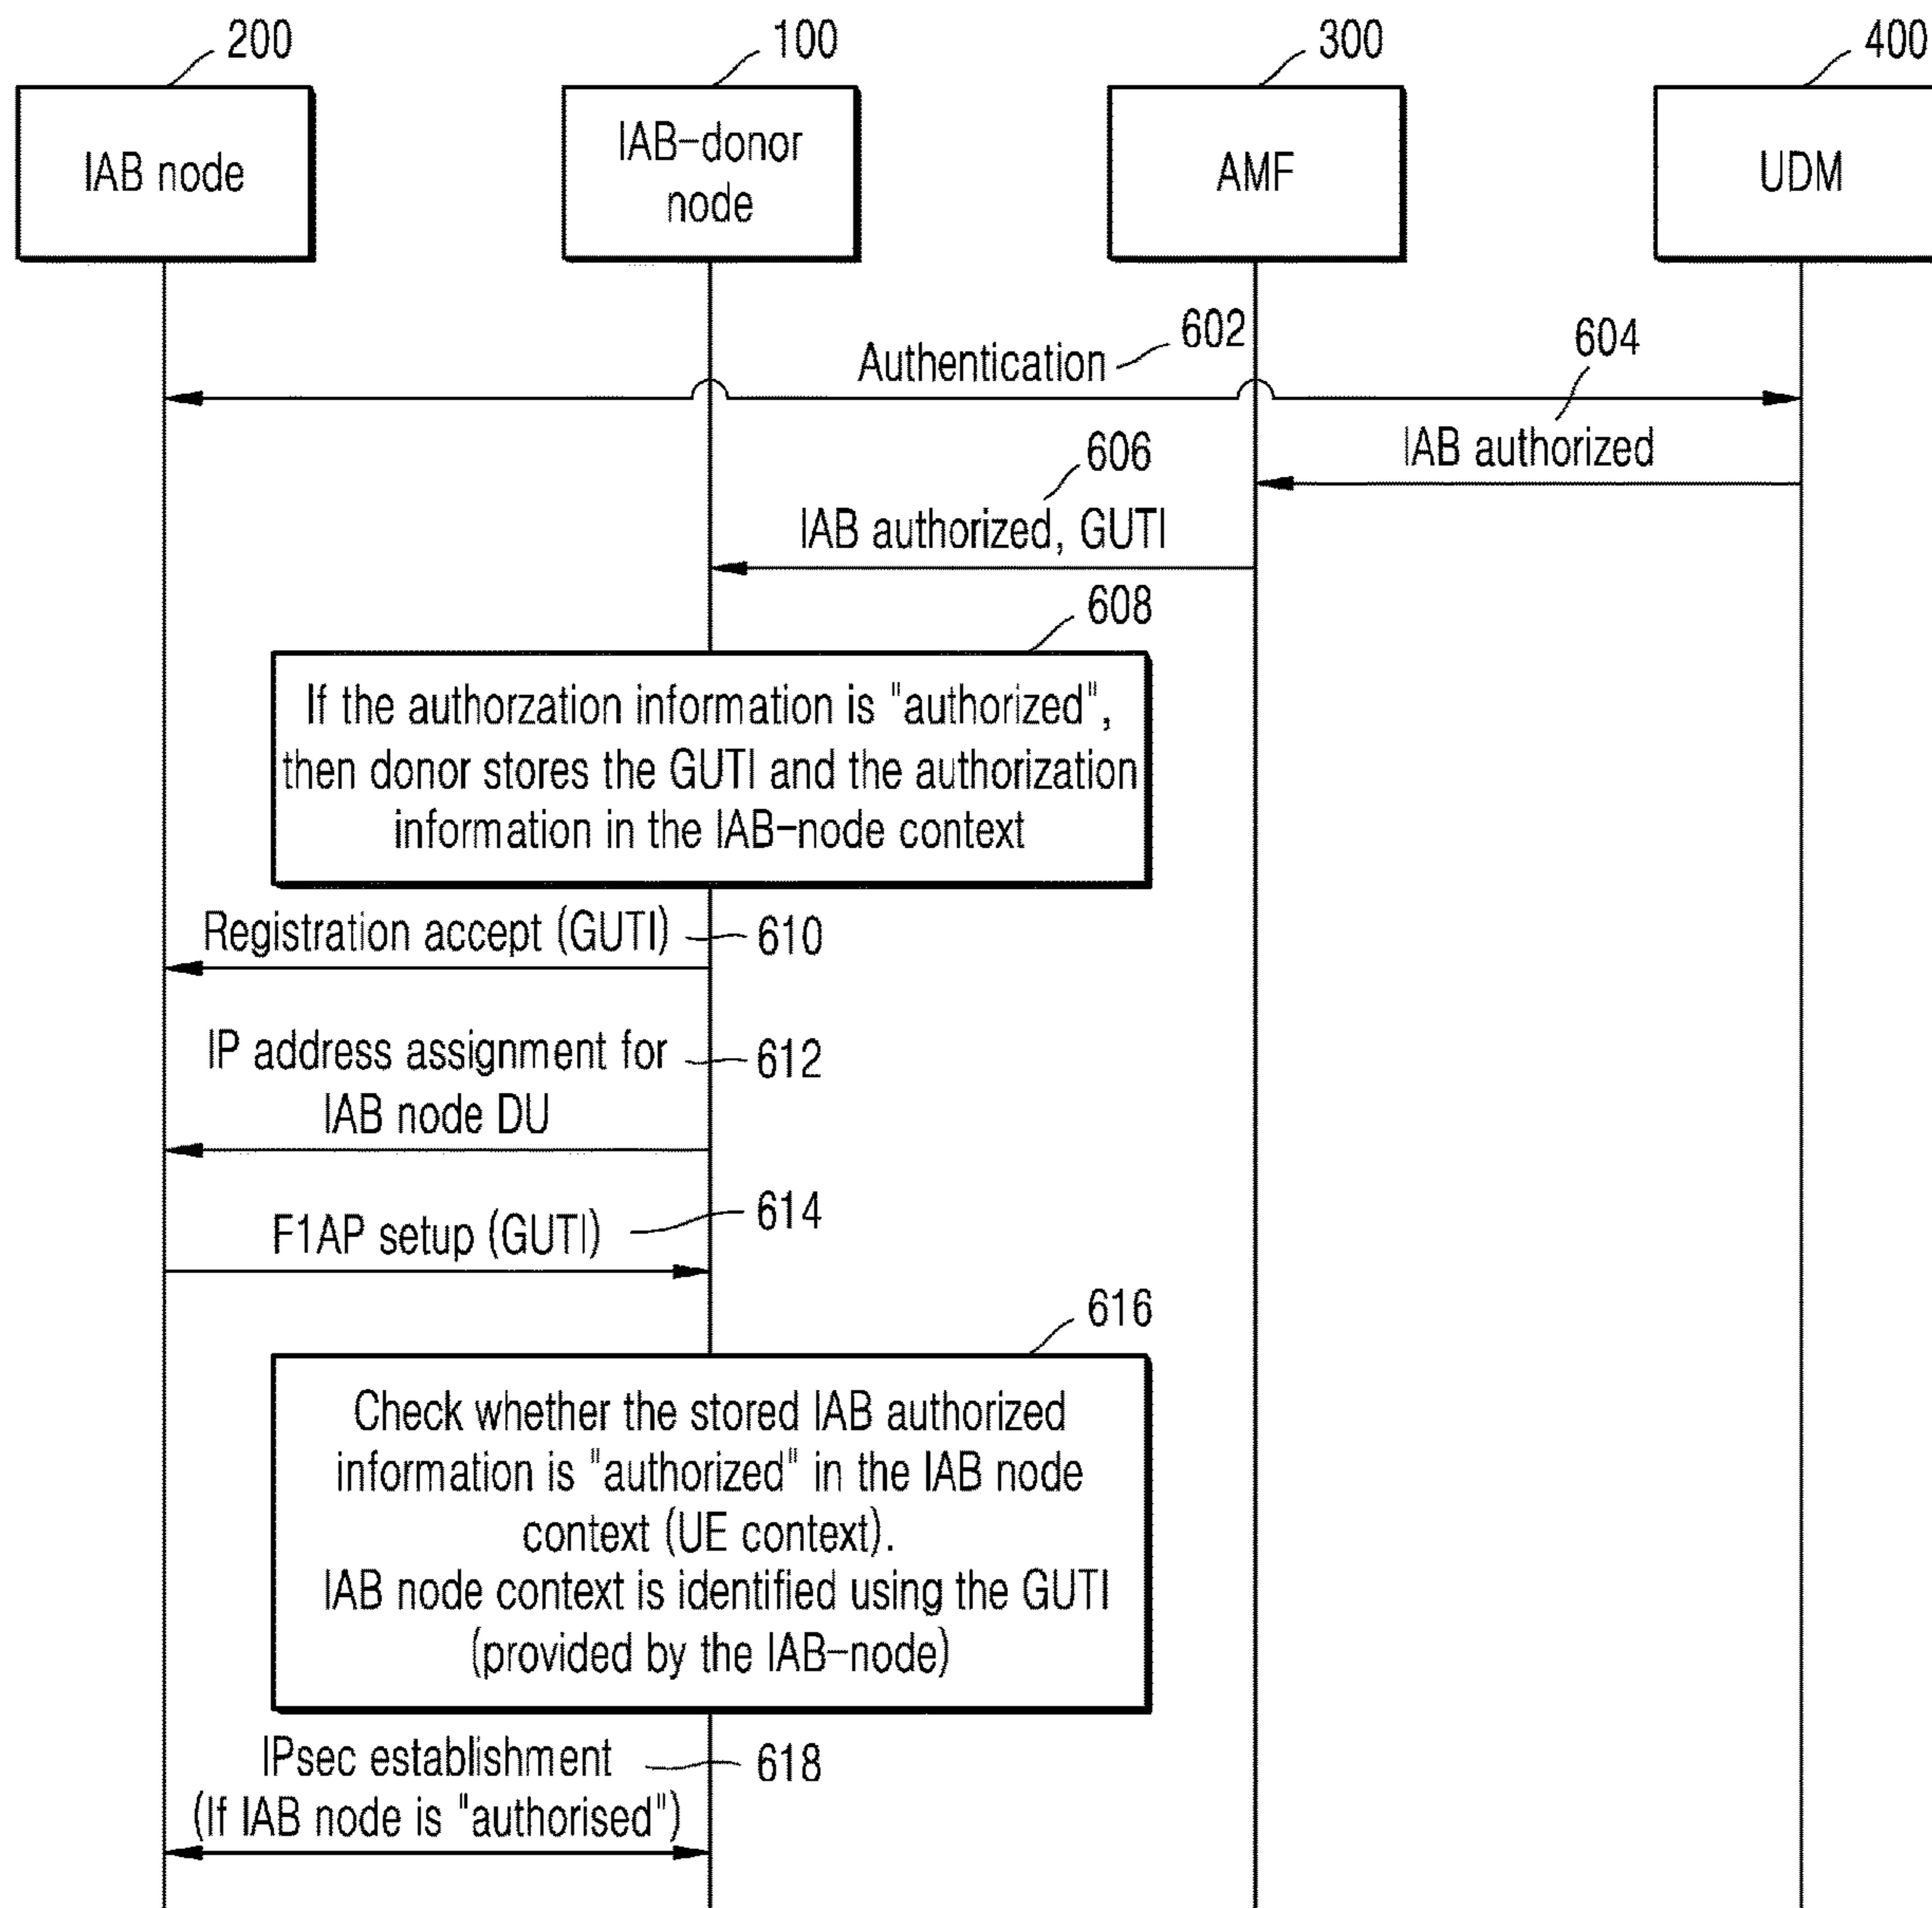 200
100
300
400
IAB node
IAB-donor
node
AMF
UDM
602
Authentication
604
IAB authorized
606
IAB authorized, GUTI
608
If the authorzation information is "authorized",
then donor stores the GUTI and the authorization
information in the IAB-node context
Registration accept (GUTI)
610
IP address assignment for
IAB node DU
612
F1AP setup (GUTI)
614
616
Check whether the stored IAB authorized
information is "authorized" in the IAB node
context (UE context).
IAB node context is identified using the GUTI
(provided by the IAB-node)
IPsec establishment
(If IAB node is "authorised")
618